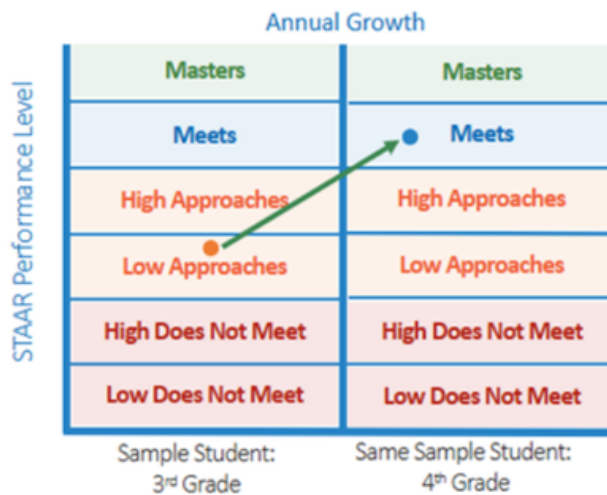 Annual Growth
STAAR Performance Level
Masters
Masters
Meets
Meets
High Approaches
High Approaches
Low Approaches
Low Approaches
High Does Not Meet
High Does Not Meet
Low Does Not Meet
Low Does Not Meet
Sample Student:
3rd Grade
Same Sample Student:
4th Grade